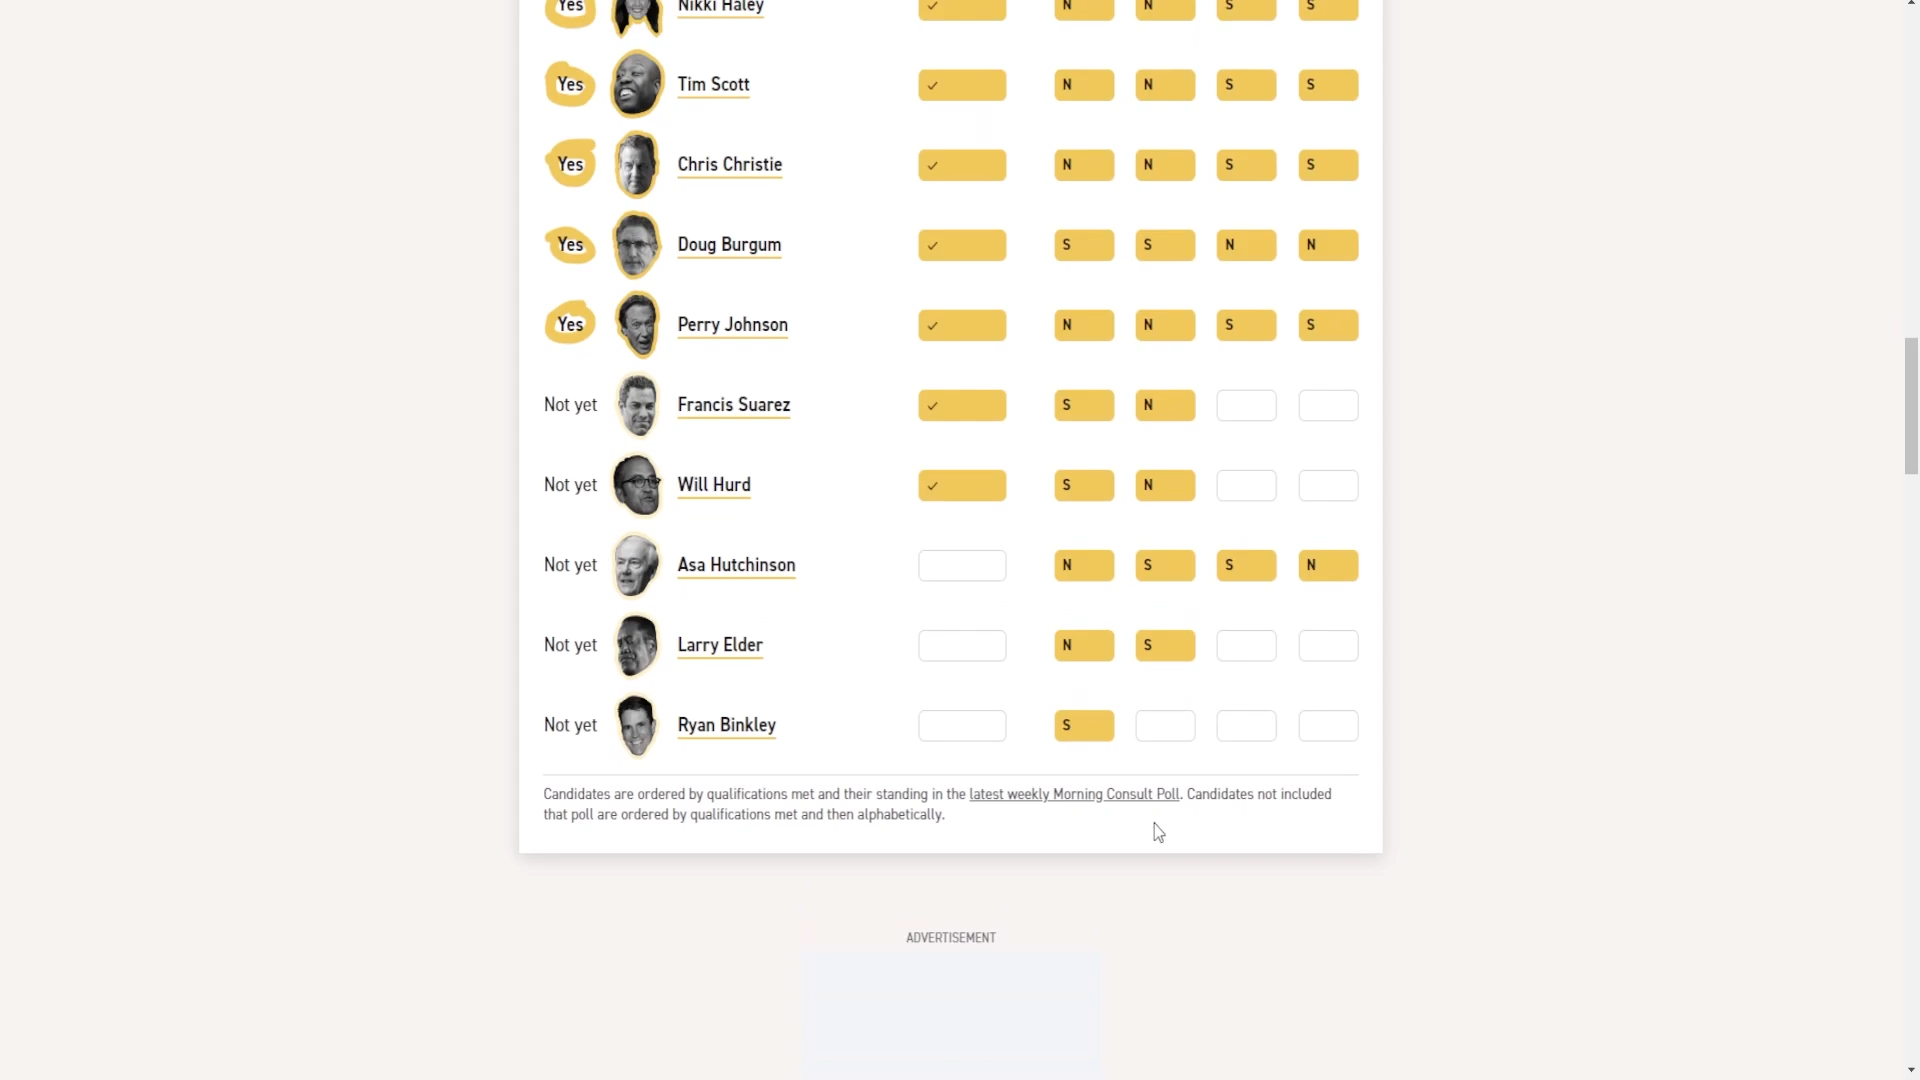 Yes Nikki Haley ✓ N N S S
Yes Tim Scott ✓ N N S S
Yes Chris Christie ✓ N N S S
Yes Doug Burgum ✓ S S N N
Yes Perry Johnson ✓ N N S S
Not yet Francis Suarez ✓ S N
Not yet Will Hurd ✓ S N
Not yet Asa Hutchinson N S S N
Not yet Larry Elder N S
Not yet Ryan Binkley S
Candidates are ordered by qualifications met and their standing in the latest weekly Morning Consult Poll. Candidates not included
that poll are ordered by qualifications met and then alphabetically.
ADVERTISEMENT